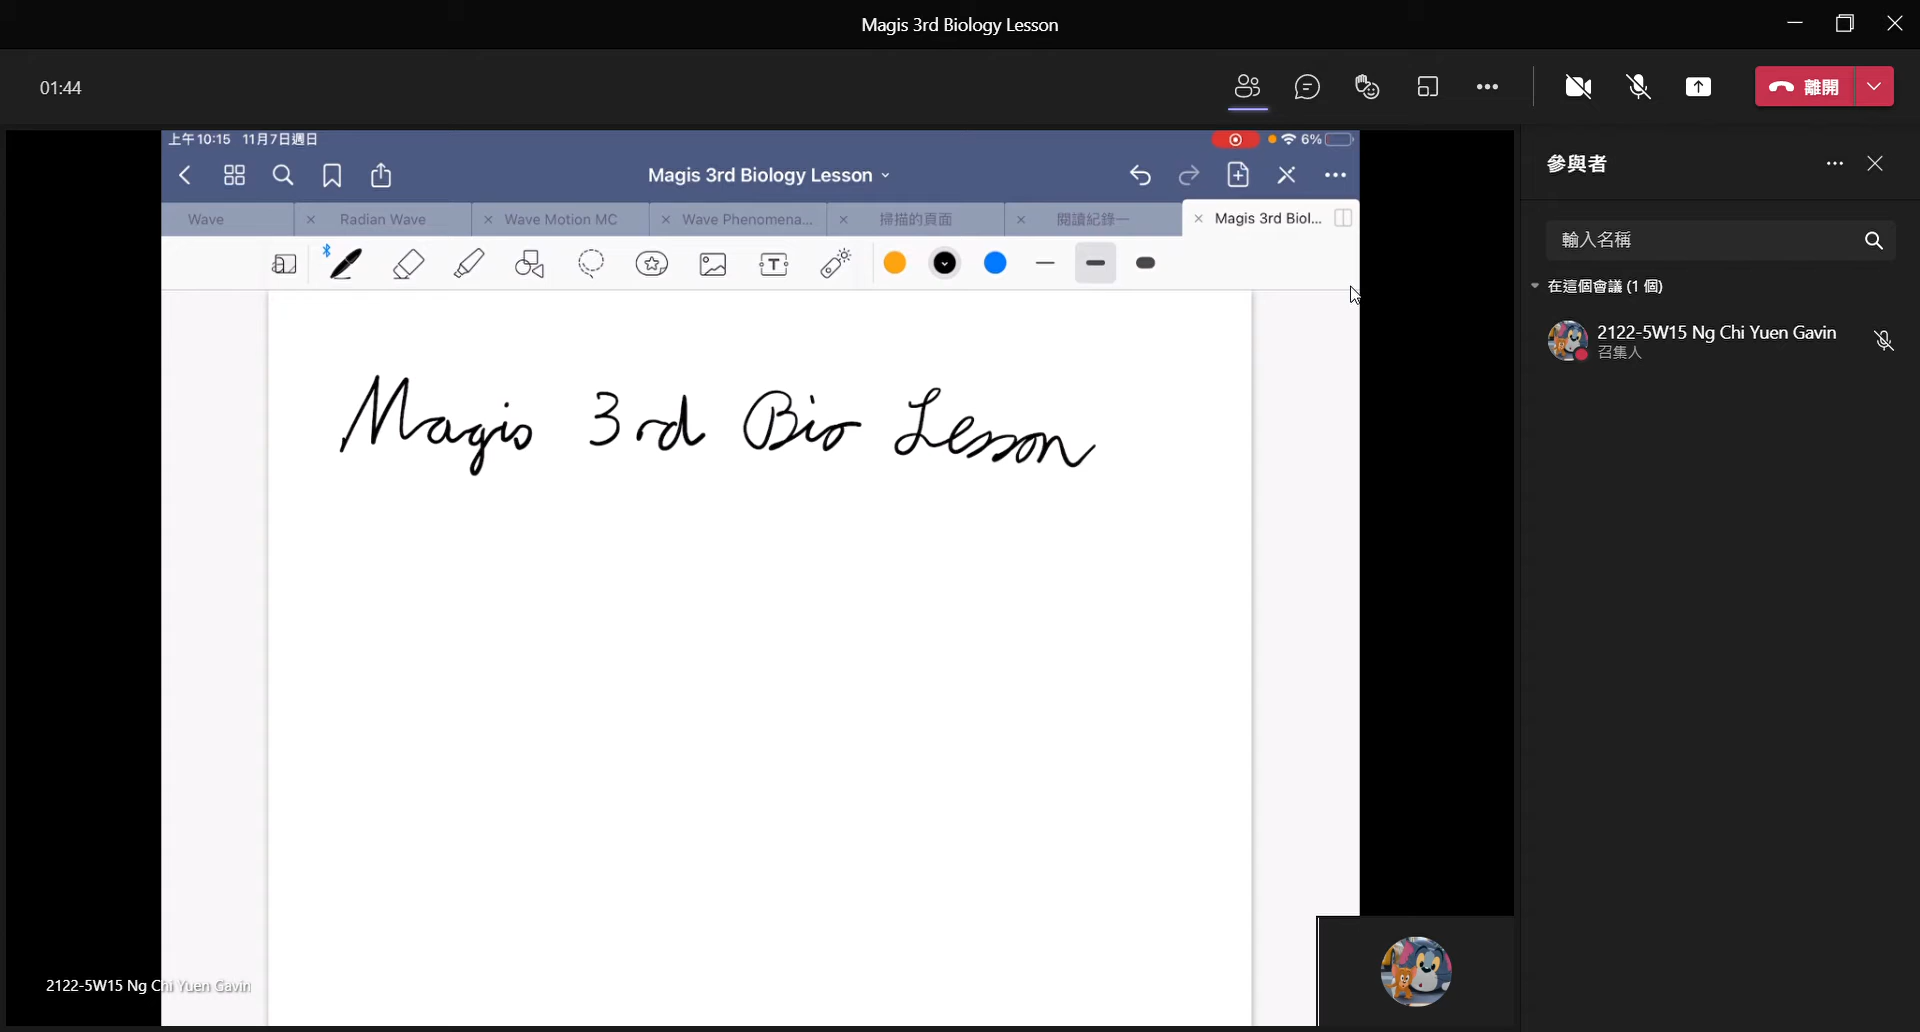 Magis 3rd Biology Lesson
01:44
離開
上午10:15 11月7日週日
6%
Magis 3rd Biology Lesson
Wave
Radian Wave
Wave Motion MC
Wave Phenomena...
掃描的頁面
閱讀紀錄一
Magis 3rd Biol...
Magis 3rd Bio Lesson
2122-5W15 Ng Chi Yuen Gavin
參與者
輸入名稱
在這個會議 (1 個)
2122-5W15 Ng Chi Yuen Gavin
召集人